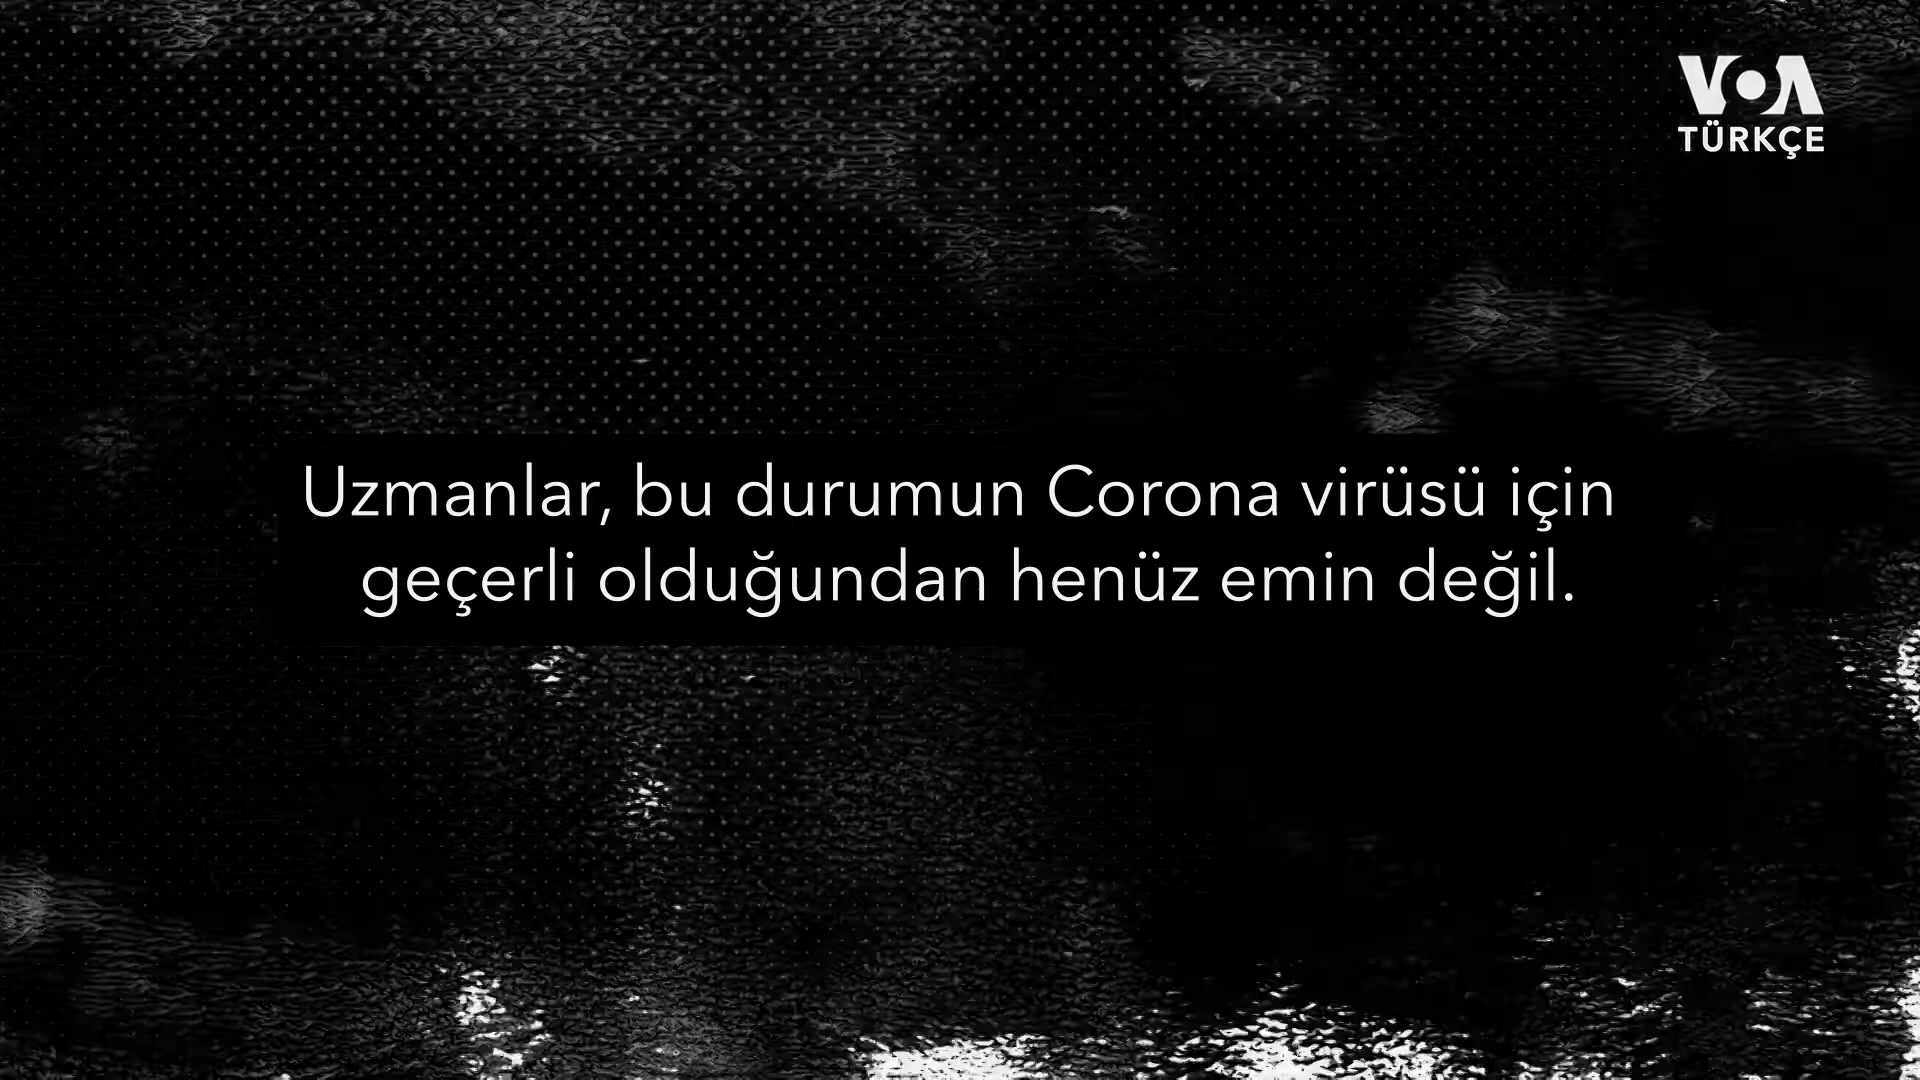 VOA
TÜRKÇE
Uzmanlar, bu durumun Corona virüsü için
geçerli olduğundan henüz emin değil.